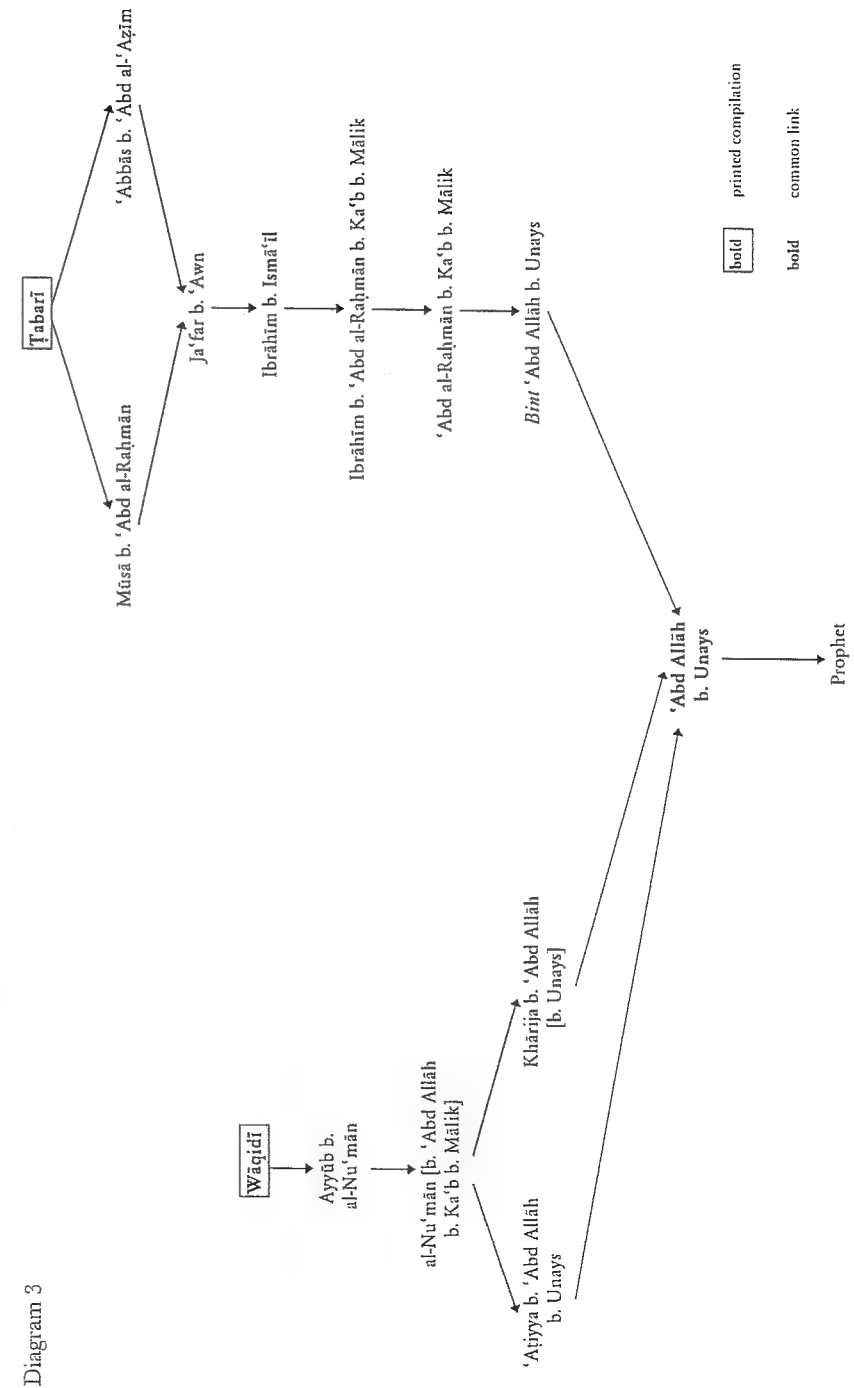 Diagram 3
Ṭabarī
Mūsā b. ʿAbd al-Raḥmān
ʿAbbās b. ʿAbd al-ʿAẓīm
Jaʿfar b. ʿAwn
Wāqidī
Ibrāhīm b. Ismāʿīl
Ayyūb b.
al-Nuʿmān
Ibrāhīm b. ʿAbd al-Raḥmān b. Kaʿb b. Mālik
al-Nuʿmān [b. ʿAbd Allāh
b. Kaʿb b. Mālik]
ʿAbd al-Raḥmān b. Kaʿb b. Mālik
ʿAṭiyya b. ʿAbd Allāh
b. Unays
Khārija b. ʿAbd Allāh
[b. Unays]
Bint ʿAbd Allāh b. Unays
ʿAbd Allāh
b. Unays
Prophet
bold printed compilation
bold common link